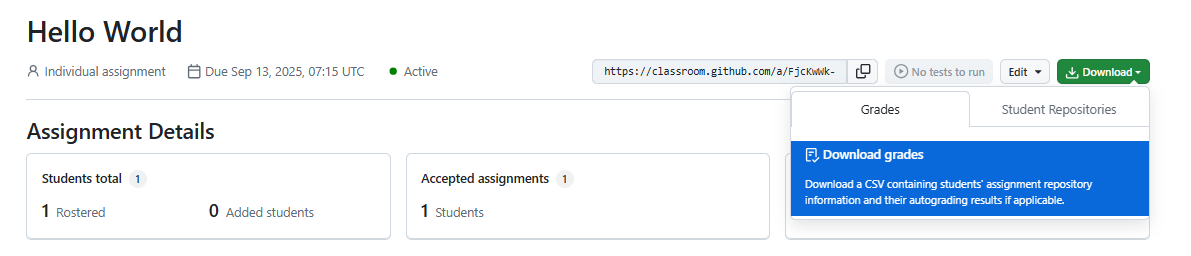 Hello World
Individual assignment
Due Sep 13, 2025, 07:15 UTC
Active
https://classroom.github.com/a/FjcKwWk-
No tests to run
Edit
Download
Grades
Student Repositories
Download grades
Download a CSV containing students' assignment repository
information and their autograding results if applicable.
Assignment Details
Students total 1
1 Rostered
0 Added students
Accepted assignments 1
1 Students